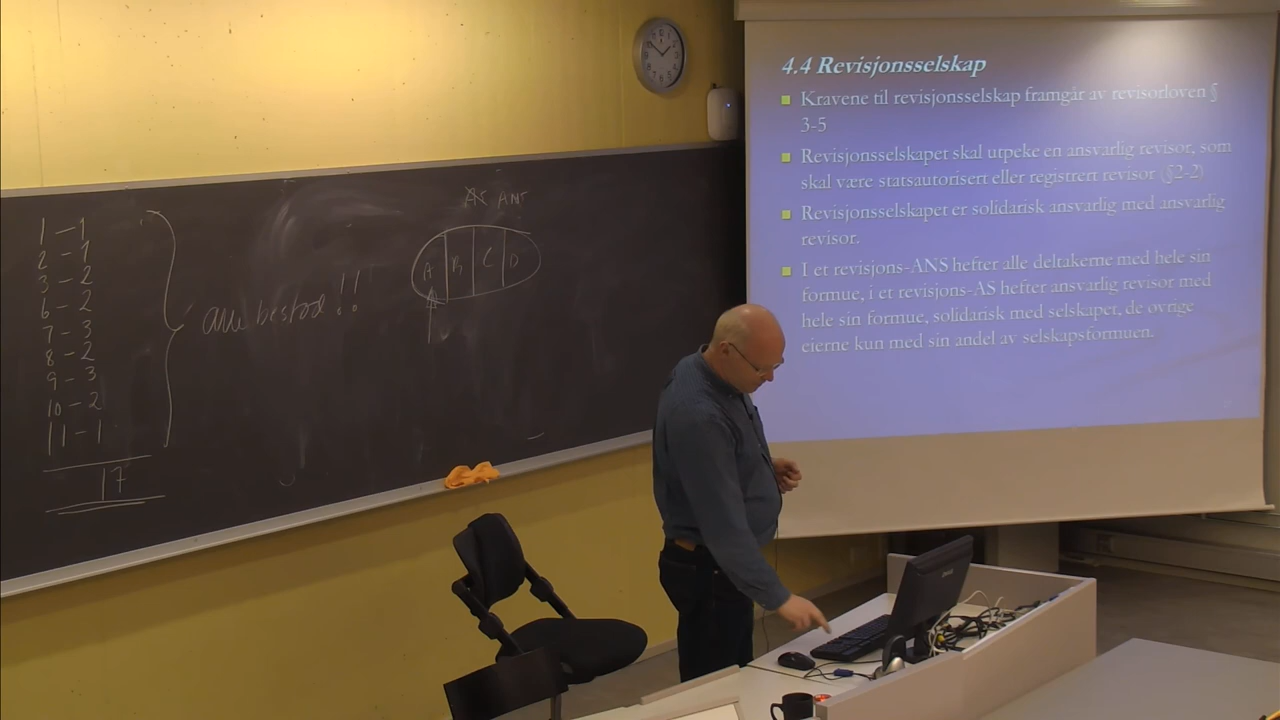 1 - 1
2 - 1
3 - 2
6 - 2
7 - 3
8 - 2
9 - 3
10 - 2
11 - 1
17
alle bestod!!
ANS
A B C D
4.4 Revisjonsselskap
Kravene til revisjonsselskap framgår av revisorloven §
3-5
Revisjonsselskapet skal utpeke en ansvarlig revisor, som
skal være statsautorisert eller registrert revisor (§2-2)
Revisjonsselskapet er solidarisk ansvarlig med ansvarlig
revisor.
I et revisjons-ANS hefter alle deltakerne med hele sin
formue, i et revisjons-AS hefter ansvarlig revisor med
hele sin formue, solidarisk med selskapet, de øvrige
eierne kun med sin andel av selskapsformuen.